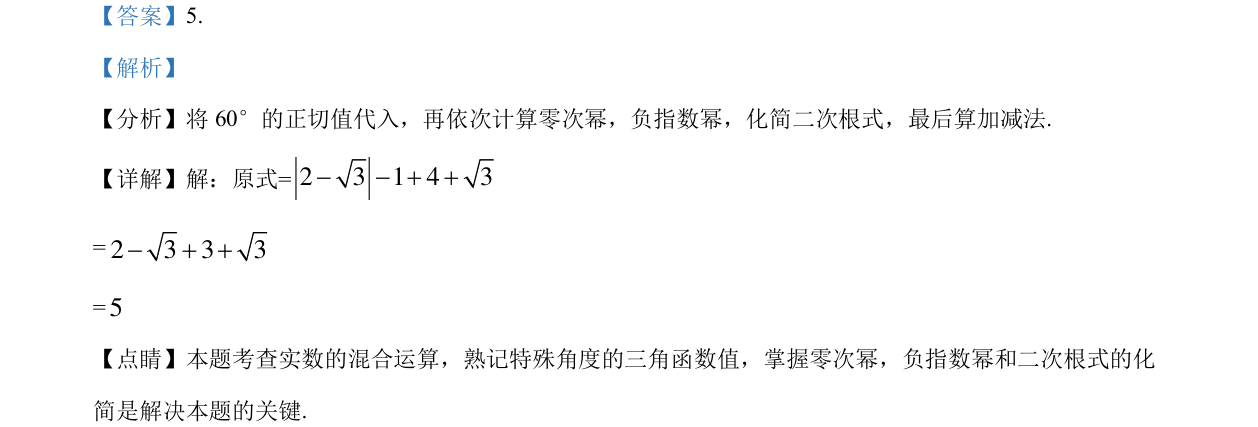 【答案】5.
【解析】
【分析】将 60°的正切值代入，再依次计算零次幂，负指数幂，化简二次根式，最后算加减法.
【详解】解：原式=|2-√3|-1+4+√3
=2-√3+3+√3
=5
【点睛】本题考查实数的混合运算，熟记特殊角度的三角函数值，掌握零次幂，负指数幂和二次根式的化
简是解决本题的关键.